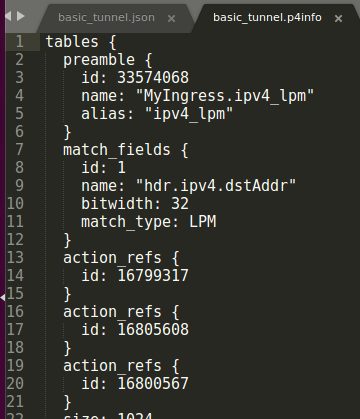 basic_tunnel.json × basic_tunnel.p4info ×
1 tables {
2 preamble {
3 id: 33574068
4 name: "MyIngress.ipv4_lpm"
5 alias: "ipv4_lpm"
6 }
7 match_fields {
8 id: 1
9 name: "hdr.ipv4.dstAddr"
10 bitwidth: 32
11 match_type: LPM
12 }
13 action_refs {
14 id: 16799317
15 }
16 action_refs {
17 id: 16805608
18 }
19 action_refs {
20 id: 16800567
21 }
22 size: 1024